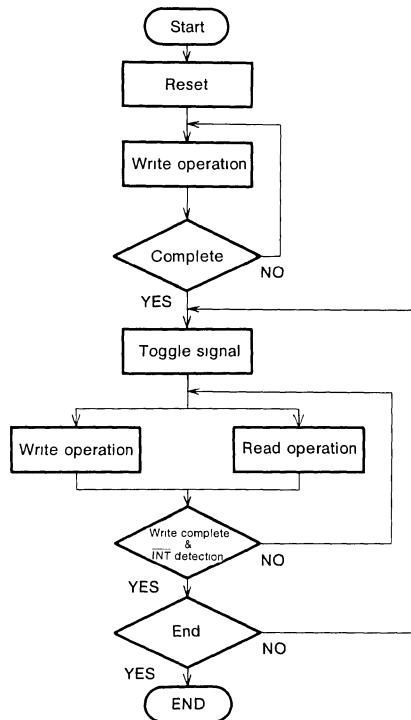 Start
Reset
Write operation
Complete
NO
YES
Toggle signal
Write operation
Read operation
Write complete
&
INT detection
NO
YES
End
NO
YES
END